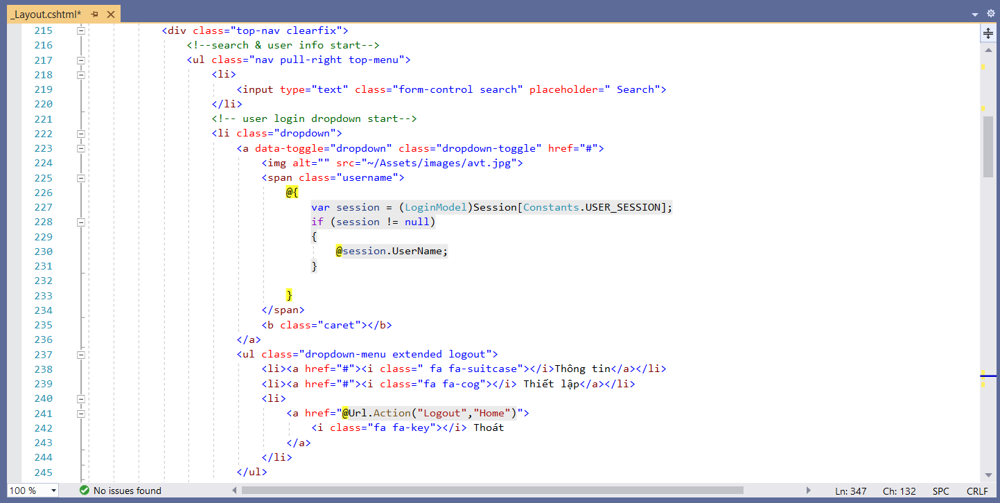 _Layout.cshtml*
215 <div class="top-nav clearfix">
216 <!--search & user info start-->
217 <ul class="nav pull-right top-menu">
218 <li>
219 <input type="text" class="form-control search" placeholder=" Search">
220 </li>
221 <!-- user login dropdown start-->
222 <li class="dropdown">
223 <a data-toggle="dropdown" class="dropdown-toggle" href="#">
224 <img alt="" src="~/Assets/images/avt.jpg">
225 <span class="username">
226 @{
227 var session = (LoginModel)Session[Constants.USER_SESSION];
228 if (session != null)
229 {
230 @session.UserName;
231 }
232
233 }
234 </span>
235 <b class="caret"></b>
236 </a>
237 <ul class="dropdown-menu extended logout">
238 <li><a href="#"><i class=" fa fa-suitcase"></i>Thông tin</a></li>
239 <li><a href="#"><i class="fa fa-cog"></i> Thiết lập</a></li>
240 <li>
241 <a href="@Url.Action("Logout","Home")">
242 <i class="fa fa-key"></i> Thoát
243 </a>
244 </li>
245 </ul>
100 % No issues found Ln: 347 Ch: 132 SPC CRLF